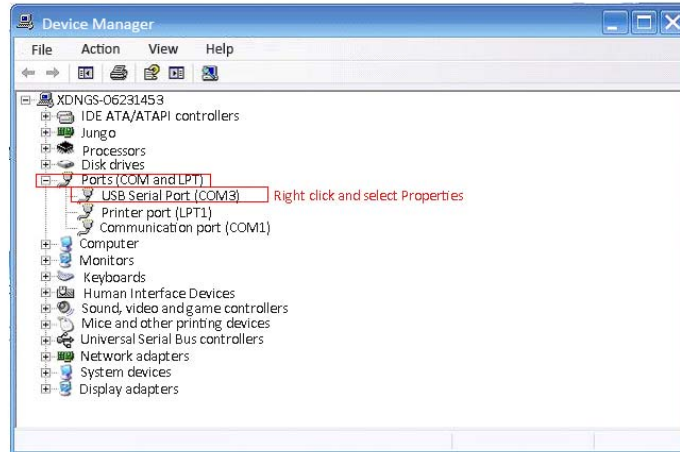 Device Manager
File Action View Help
XDNGS-06231453
IDE ATA/ATAPI controllers
Jungo
Processors
Disk drives
Ports (COM and LPT)
USB Serial Port (COM3) Right click and select Properties
Printer port (LPT1)
Communication port (COM1)
Computer
Monitors
Keyboards
Human Interface Devices
Sound, video and game controllers
Mice and other printing devices
Universal Serial Bus controllers
Network adapters
System devices
Display adapters